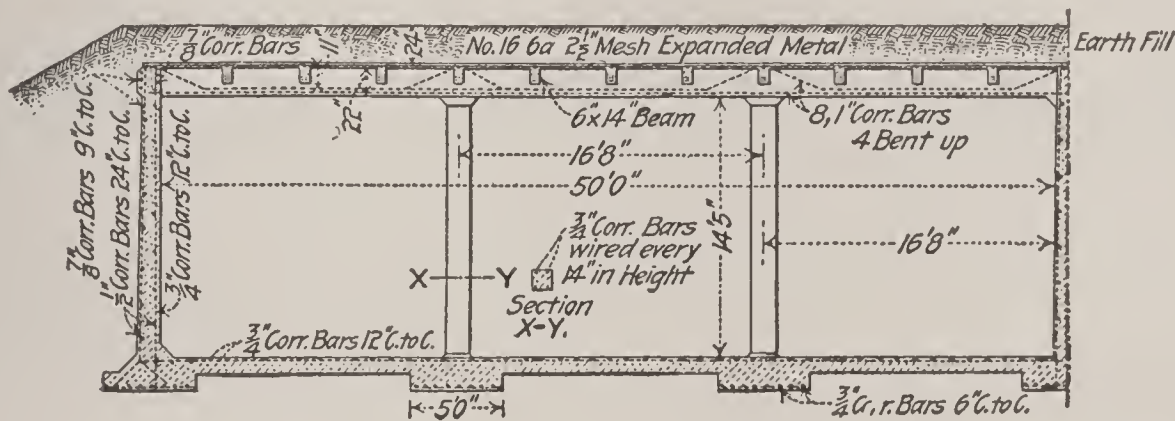 7/8" Corr. Bars
11"
24"
No. 16 6a 2 1/2" Mesh Expanded Metal
Earth Fill
22"
6"x14" Beam
8, 1" Corr. Bars
4 Bent up
7/8" Corr. Bars 9" C. to C.
1/2" Corr. Bars 24" C. to C.
3/4" Corr. Bars 12" C. to C.
16'8"
50'0"
14'5"
16'8"
3/4" Corr. Bars
wired every
14" in Height
X
Y
Section
X-Y.
3/4" Corr. Bars 12" C. to C.
5'0"
3/4" Cr, r. Bars 6" C. to C.